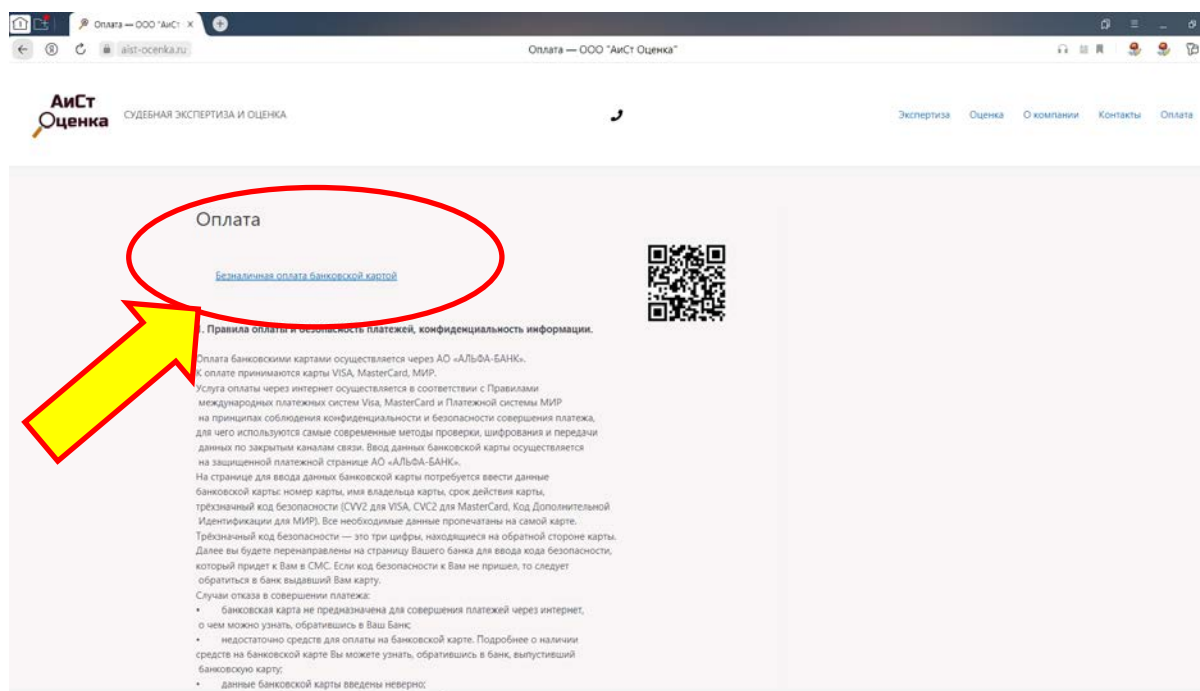 Оплата — ООО "АиСт
aist-ocenka.ru
Оплата — ООО "АиСт Оценка"
АиСт
Оценка
СУДЕБНАЯ ЭКСПЕРТИЗА И ОЦЕНКА
Экспертиза Оценка О компании Контакты Оплата
Оплата
Безналичная оплата банковской картой
. Правила оплаты и безопасность платежей, конфиденциальность информации.
Оплата банковскими картами осуществляется через АО «АЛЬФА-БАНК».
К оплате принимаются карты VISA, MasterCard, МИР.
Услуга оплаты через интернет осуществляется в соответствии с Правилами
международных платежных систем Visa, MasterCard и Платежной системы МИР
на принципах соблюдения конфиденциальности и безопасности совершения платежа,
для чего используются самые современные методы проверки, шифрования и передачи
данных по закрытым каналам связи. Ввод данных банковской карты осуществляется
на защищенной платежной странице АО «АЛЬФА-БАНК».
На странице для ввода данных банковской карты потребуется ввести данные
банковской карты: номер карты, имя владельца карты, срок действия карты,
трёхзначный код безопасности (CVV2 для VISA, CVC2 для MasterCard, Код Дополнительной
Идентификации для МИР). Все необходимые данные пропечатаны на самой карте.
Трёхзначный код безопасности — это три цифры, находящиеся на обратной стороне карты.
Далее вы будете перенаправлены на страницу Вашего банка для ввода кода безопасности,
который придет к Вам в СМС. Если код безопасности к Вам не пришел, то следует
обратиться в банк выдавший Вам карту.
Случаи отказа в совершении платежа:
• банковская карта не предназначена для совершения платежей через интернет,
о чем можно узнать, обратившись в Ваш Банк;
• недостаточно средств для оплаты на банковской карте. Подробнее о наличии
средств на банковской карте Вы можете узнать, обратившись в банк, выпустивший
банковскую карту;
• данные банковской карты введены неверно;